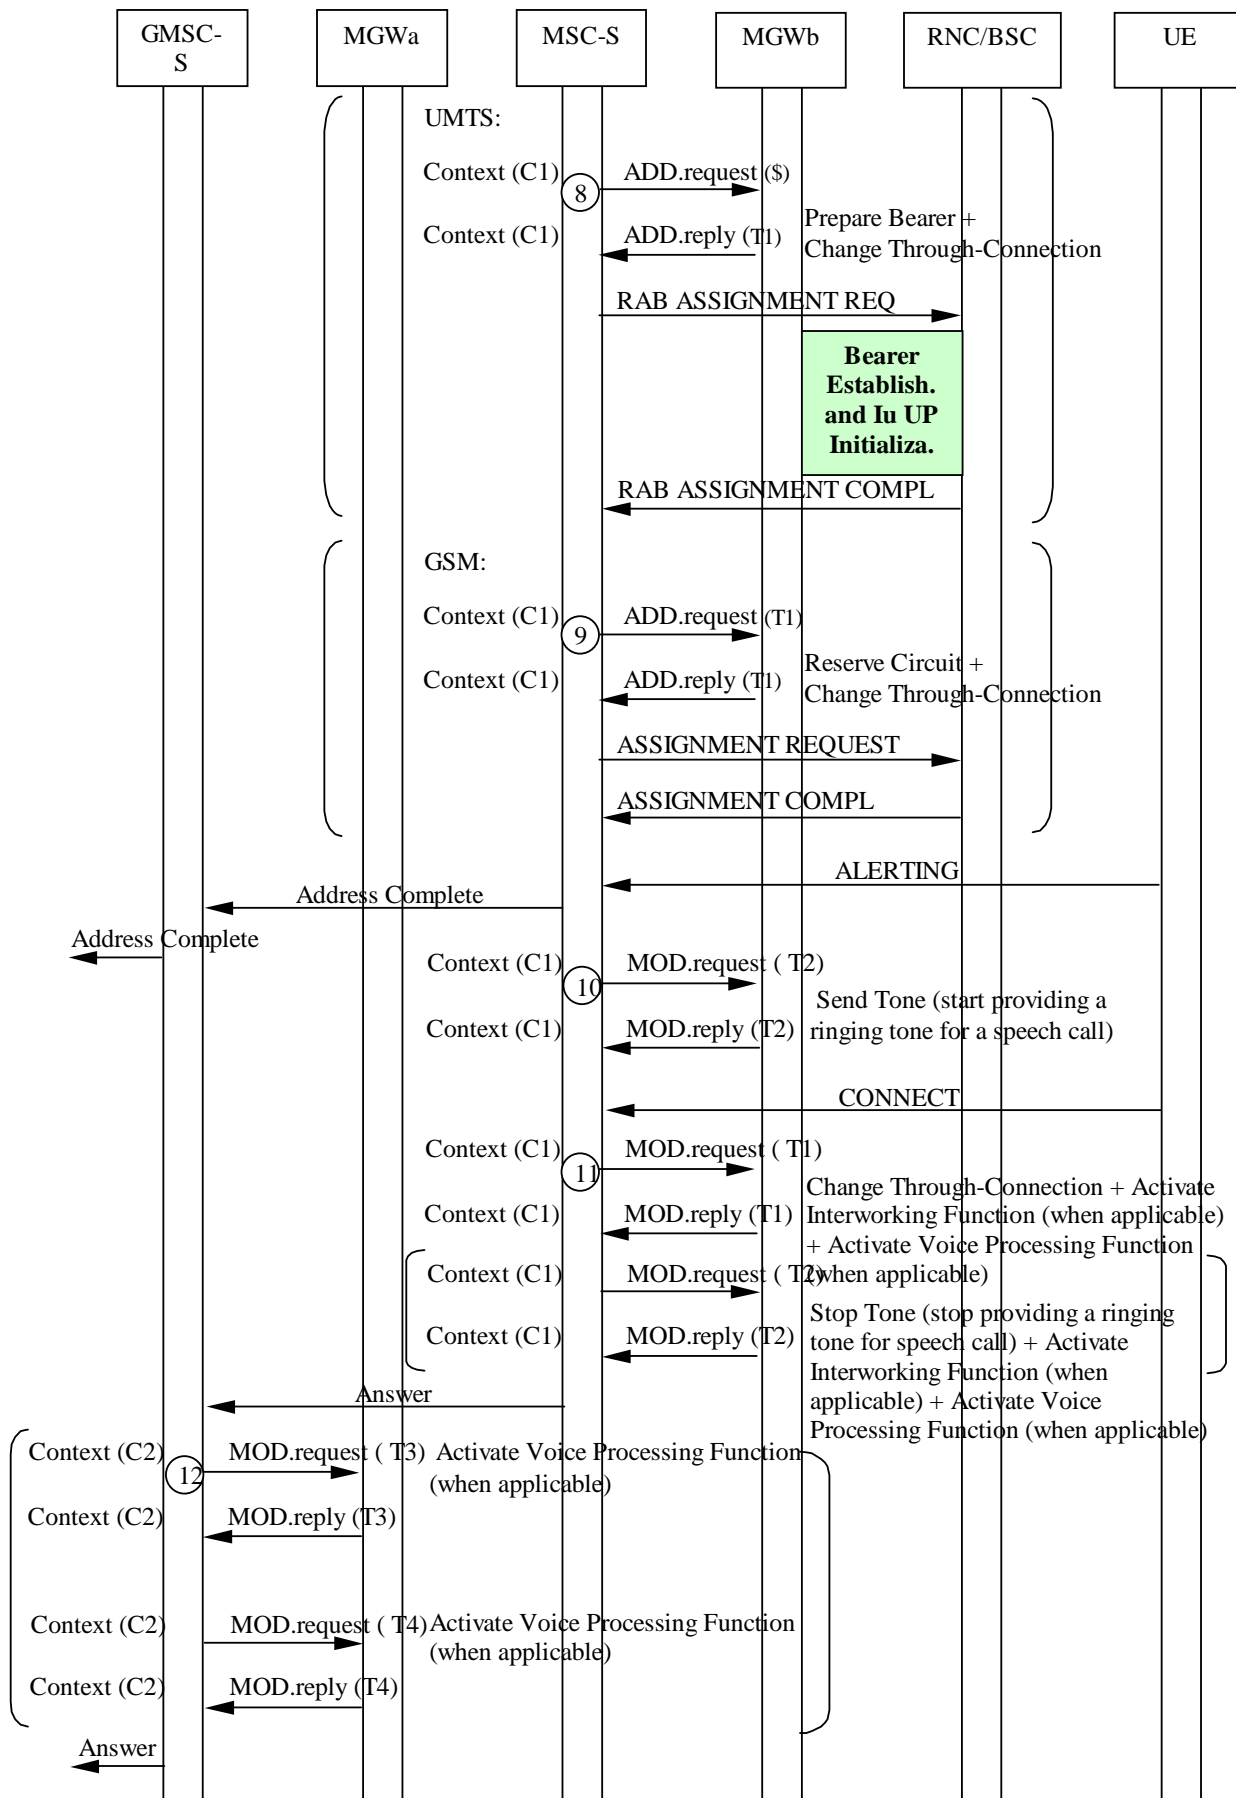 GMSC-
S
MGWa
MSC-S
MGWb
RNC/BSC
UE
UMTS:
Context (C1)
8
ADD.request ($)
Context (C1)
ADD.reply (T1)
Prepare Bearer +
Change Through-Connection
RAB ASSIGNMENT REQ
Bearer
Establish.
and Iu UP
Initializa.
RAB ASSIGNMENT COMPL
GSM:
Context (C1)
9
ADD.request (T1)
Context (C1)
ADD.reply (T1)
Reserve Circuit +
Change Through-Connection
ASSIGNMENT REQUEST
ASSIGNMENT COMPL
ALERTING
Address Complete
Address Complete
Context (C1)
10
MOD.request ( T2)
Context (C1)
MOD.reply (T2)
Send Tone (start providing a
ringing tone for a speech call)
CONNECT
Context (C1)
11
MOD.request ( T1)
Context (C1)
MOD.reply (T1)
Change Through-Connection + Activate
Interworking Function (when applicable)
+ Activate Voice Processing Function
(when applicable)
Context (C1)
MOD.request ( T2)
Context (C1)
MOD.reply (T2)
Stop Tone (stop providing a ringing
tone for speech call) + Activate
Interworking Function (when
applicable) + Activate Voice
Processing Function (when applicable)
Answer
Context (C2)
12
MOD.request ( T3)
Activate Voice Processing Function
(when applicable)
Context (C2)
MOD.reply (T3)
Context (C2)
MOD.request ( T4)
Activate Voice Processing Function
(when applicable)
Context (C2)
MOD.reply (T4)
Answer